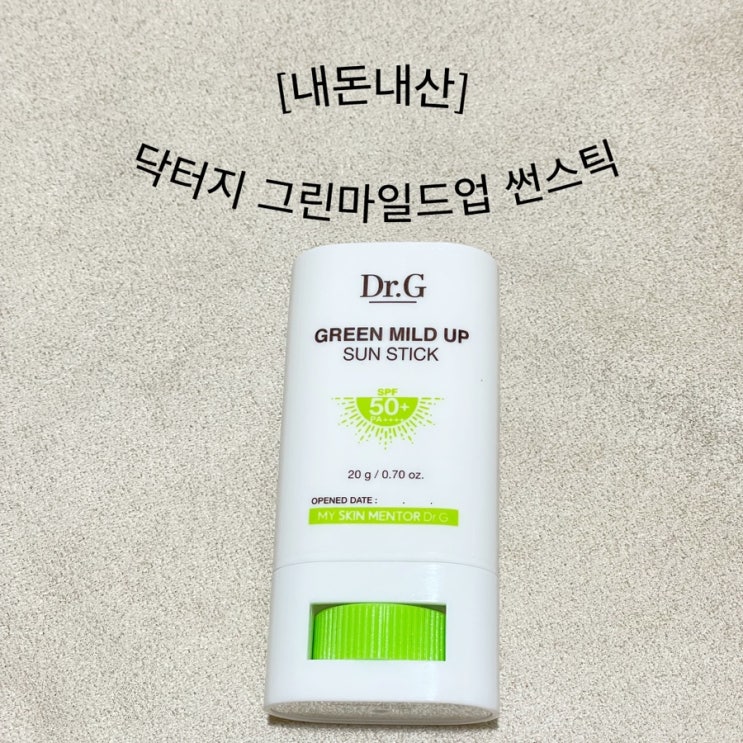 [내돈내산]
닥터지 그린마일드업 썬스틱
Dr.G
GREEN MILD UP
SUN STICK
SPF
50+
PA++++
20 g / 0.70 oz.
OPENED DATE : . .
MY SKIN MENTOR Dr.G